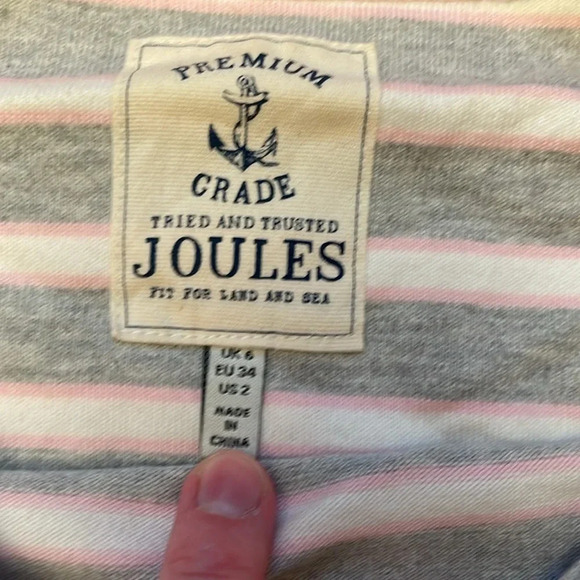 PREMIUM
GRADE
TRIED AND TRUSTED
JOULES
FIT FOR LAND AND SEA
UK 6
EU 34
US 2
MADE
IN
CHINA